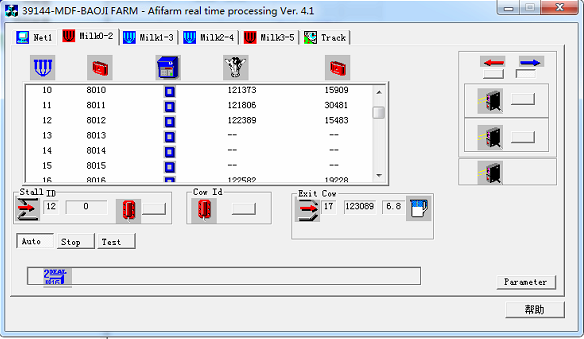 39144-MDF-BAOJI FARM - Afifarm real time processing Ver. 4.1
Net1 Milk0-2 Milk1-3 Milk2-4 Milk3-5 Track
10 8010 121373 15909
11 8011 121806 30481
12 8012 122389 15483
13 8013 -- --
14 8014 -- --
15 8015 -- --
16 8016 122582 19228
Stall ID Cow Id Exit Cow
12 0 17 123089 6.8
Auto Stop Test
2 REAL
Parameter
帮助